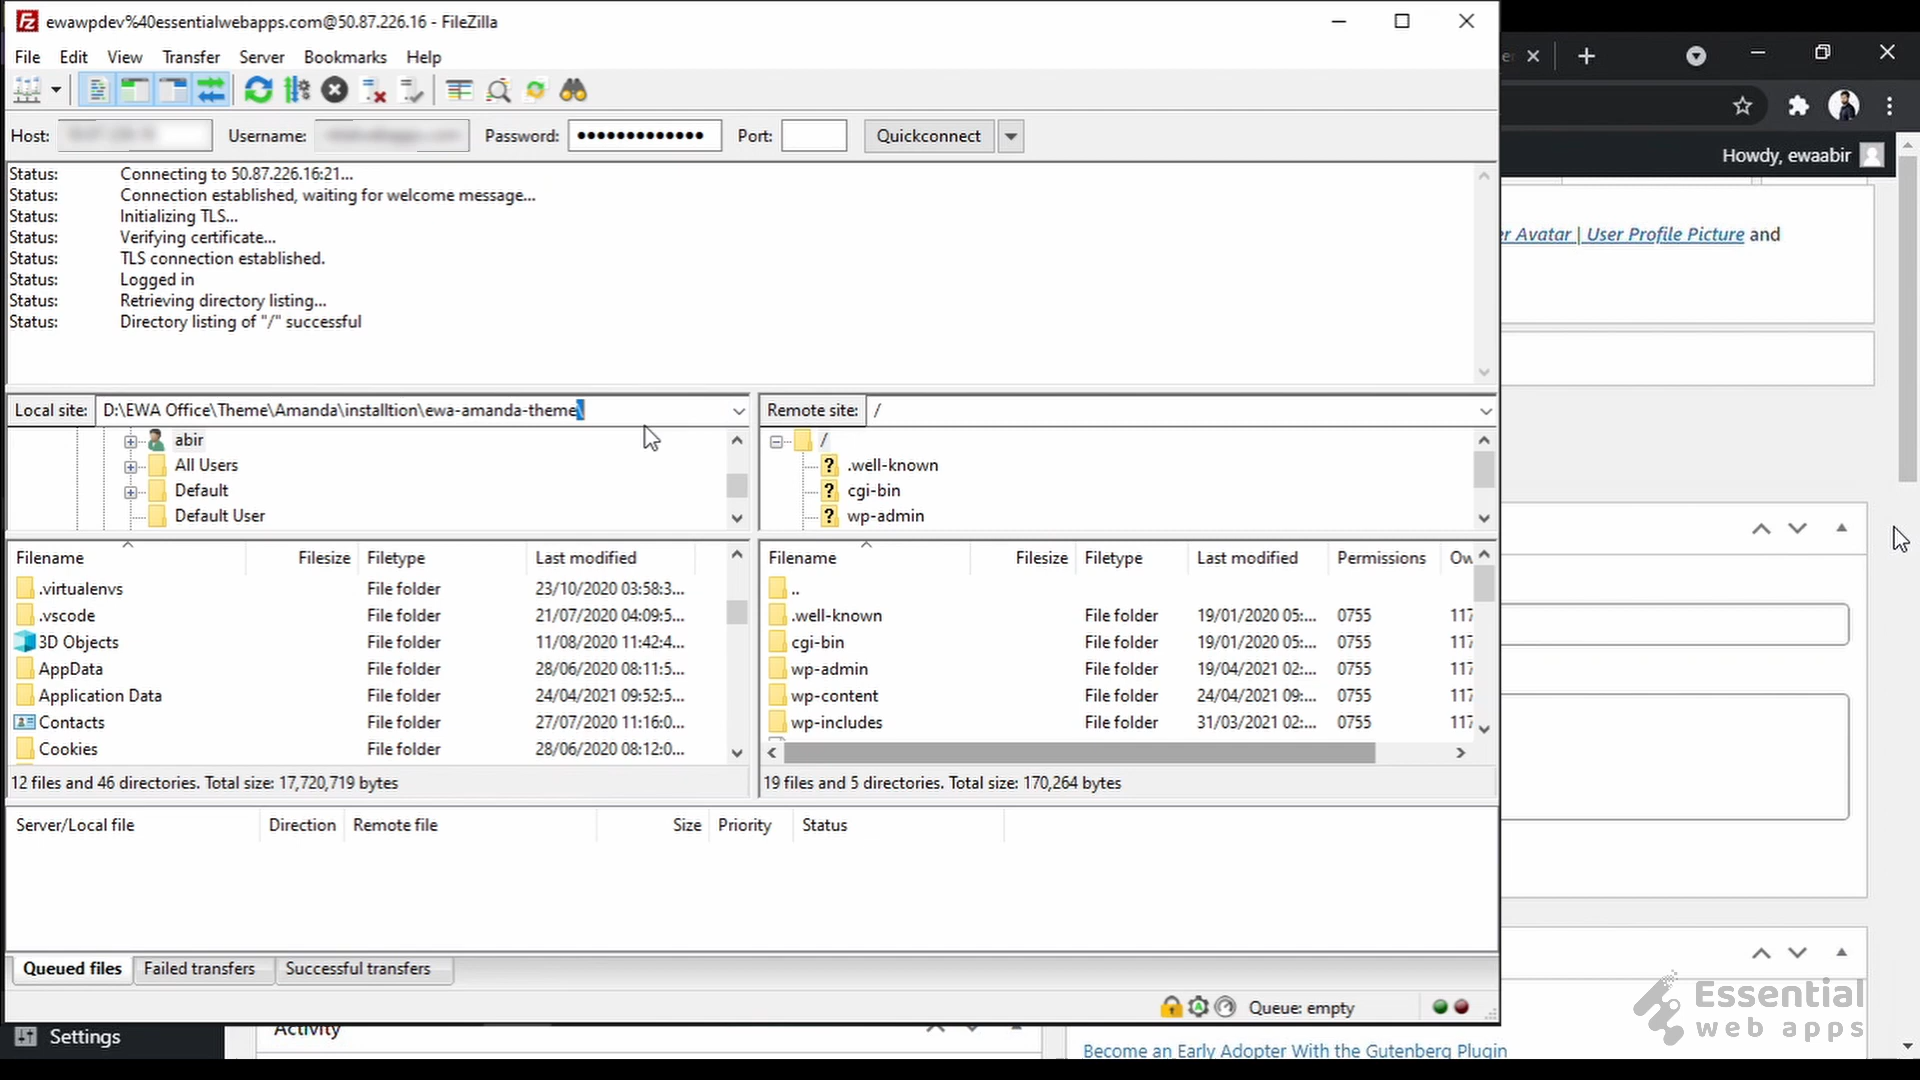 ewawpdev%40essentialwebapps.com@50.87.226.16 - FileZilla
File Edit View Transfer Server Bookmarks Help
Host: Username: Password: ●●●●●●●●●●●●● Port: Quickconnect
Howdy, ewaabir
Status: Connecting to 50.87.226.16:21...
Status: Connection established, waiting for welcome message...
Status: Initializing TLS...
Status: Verifying certificate...
Status: TLS connection established.
Status: Logged in
Status: Retrieving directory listing...
Status: Directory listing of "/" successful
er Avatar | User Profile Picture and
Local site: D:\EWA Office\Theme\Amanda\installtion\ewa-amanda-theme\
abir
All Users
Default
Default User
Remote site: /
/
.well-known
cgi-bin
wp-admin
Filename Filesize Filetype Last modified
.virtualenvs File folder 23/10/2020 03:58:3...
.vscode File folder 21/07/2020 04:09:5...
3D Objects File folder 11/08/2020 11:42:4...
AppData File folder 28/06/2020 08:11:5...
Application Data File folder 24/04/2021 09:52:5...
Contacts File folder 27/07/2020 11:16:0...
Cookies File folder 28/06/2020 08:12:0...
12 files and 46 directories. Total size: 17,720,719 bytes
Filename Filesize Filetype Last modified Permissions Ow
..
.well-known File folder 19/01/2020 05:... 0755 117
cgi-bin File folder 19/01/2020 05:... 0755 117
wp-admin File folder 19/04/2021 02:... 0755 117
wp-content File folder 24/04/2021 09:... 0755 117
wp-includes File folder 31/03/2021 02:... 0755 117
19 files and 5 directories. Total size: 170,264 bytes
Server/Local file Direction Remote file Size Priority Status
Queued files Failed transfers Successful transfers
Queue: empty
Settings
Activity
Become an Early Adopter With the Gutenberg Plugin
Essential
web apps